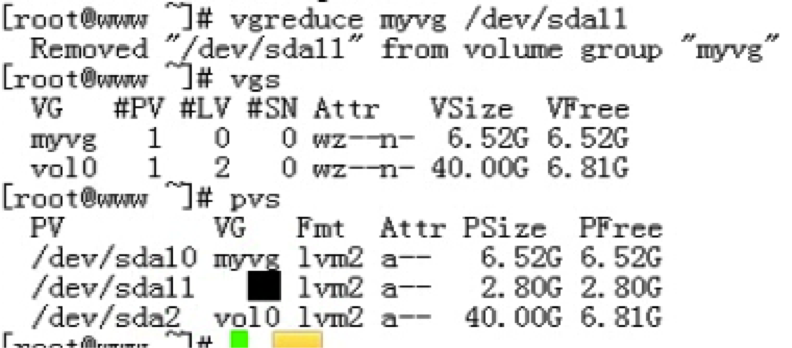 [root@www ~]# vgreduce myvg /dev/sda11
Removed "/dev/sda11" from volume group "myvg"
[root@www ~]# vgs
VG #PV #LV #SN Attr VSize VFree
myvg 1 0 0 wz--n- 6.52G 6.52G
vol0 1 2 0 wz--n- 40.00G 6.81G
[root@www ~]# pvs
PV VG Fmt Attr PSize PFree
/dev/sda10 myvg lvm2 a-- 6.52G 6.52G
/dev/sda11 lvm2 a-- 2.80G 2.80G
/dev/sda2 vol0 lvm2 a-- 40.00G 6.81G
[root@www ~]#